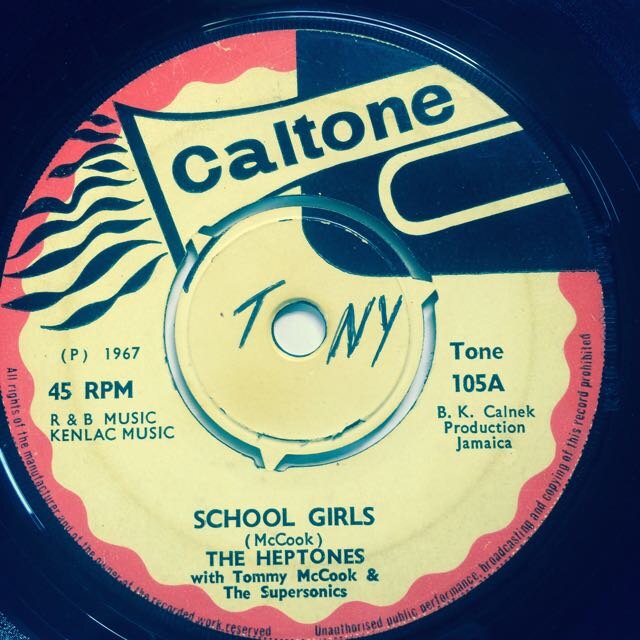 Caltone
TONY
(P) 1967
45 RPM
R & B MUSIC
KENLAC MUSIC
Tone
105A
B. K. Calnek
Production
Jamaica
SCHOOL GIRLS
(McCook)
THE HEPTONES
with Tommy McCook &
The Supersonics
All rights of the manufacturer and of the owner of the recorded work reserved
Unauthorised public performance, broadcasting and copying of this record prohibited